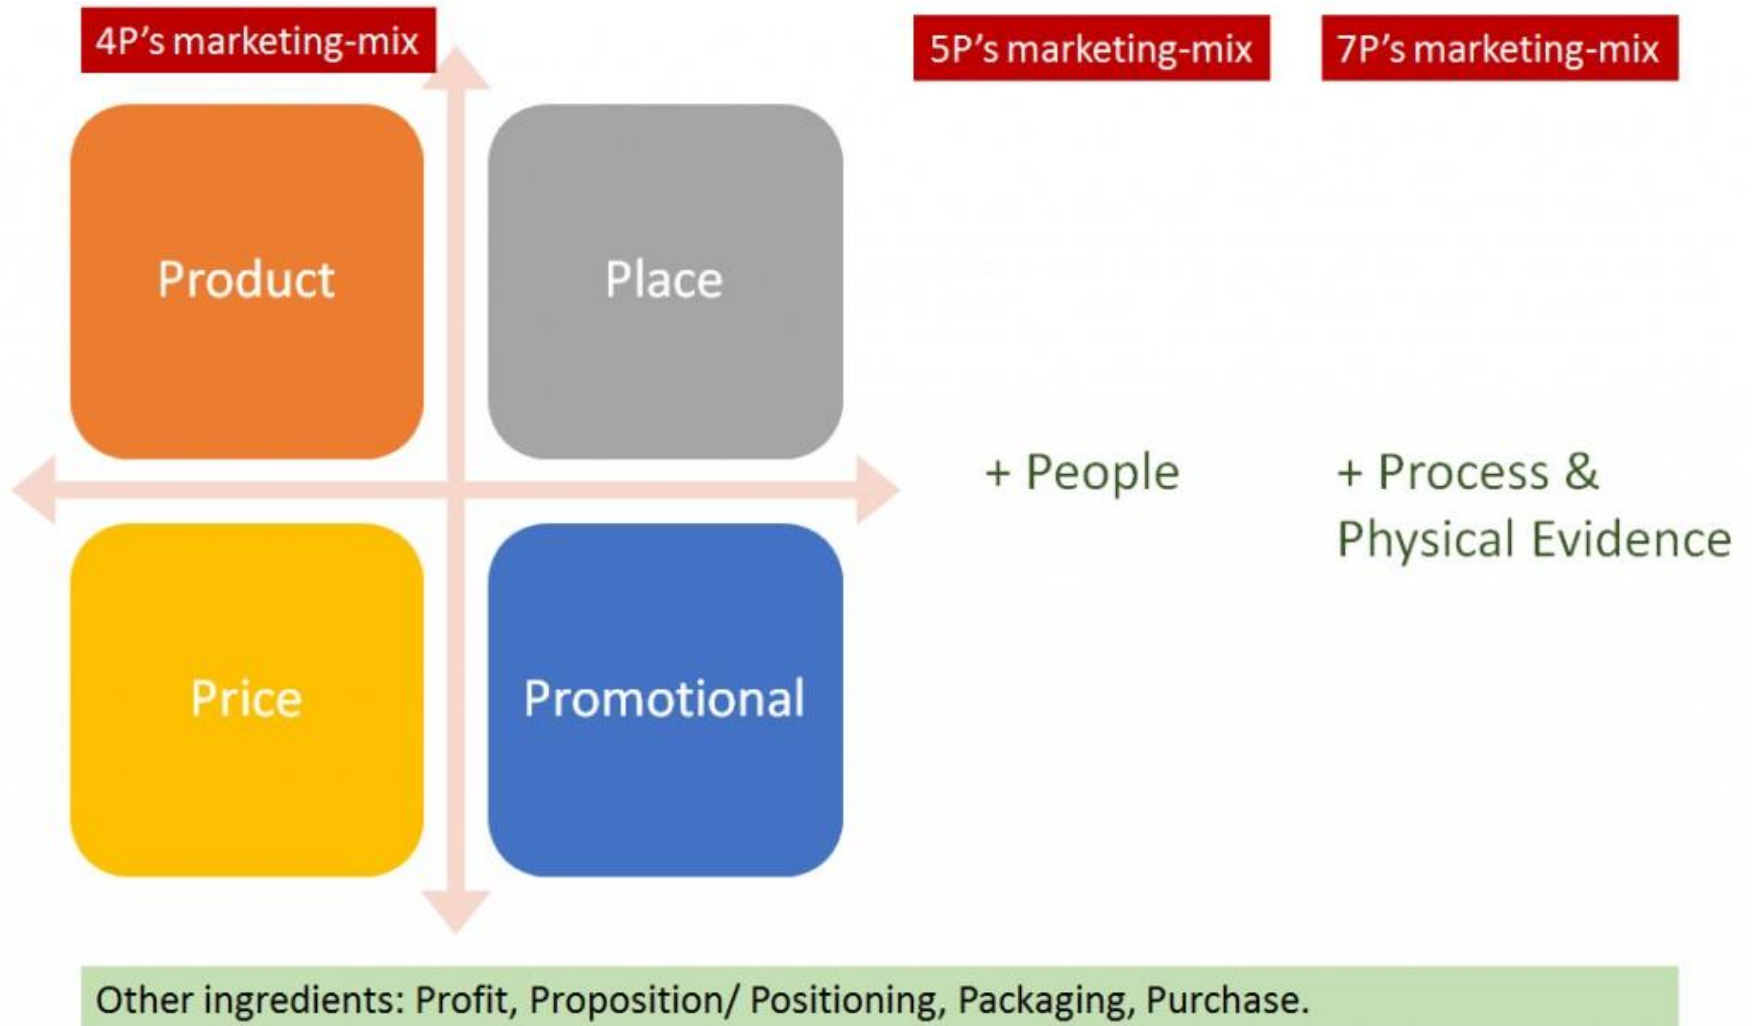 4P's marketing-mix
5P's marketing-mix
7P's marketing-mix
Product
Place
Price
Promotional
+ People
+ Process &
Physical Evidence
Other ingredients: Profit, Proposition/ Positioning, Packaging, Purchase.